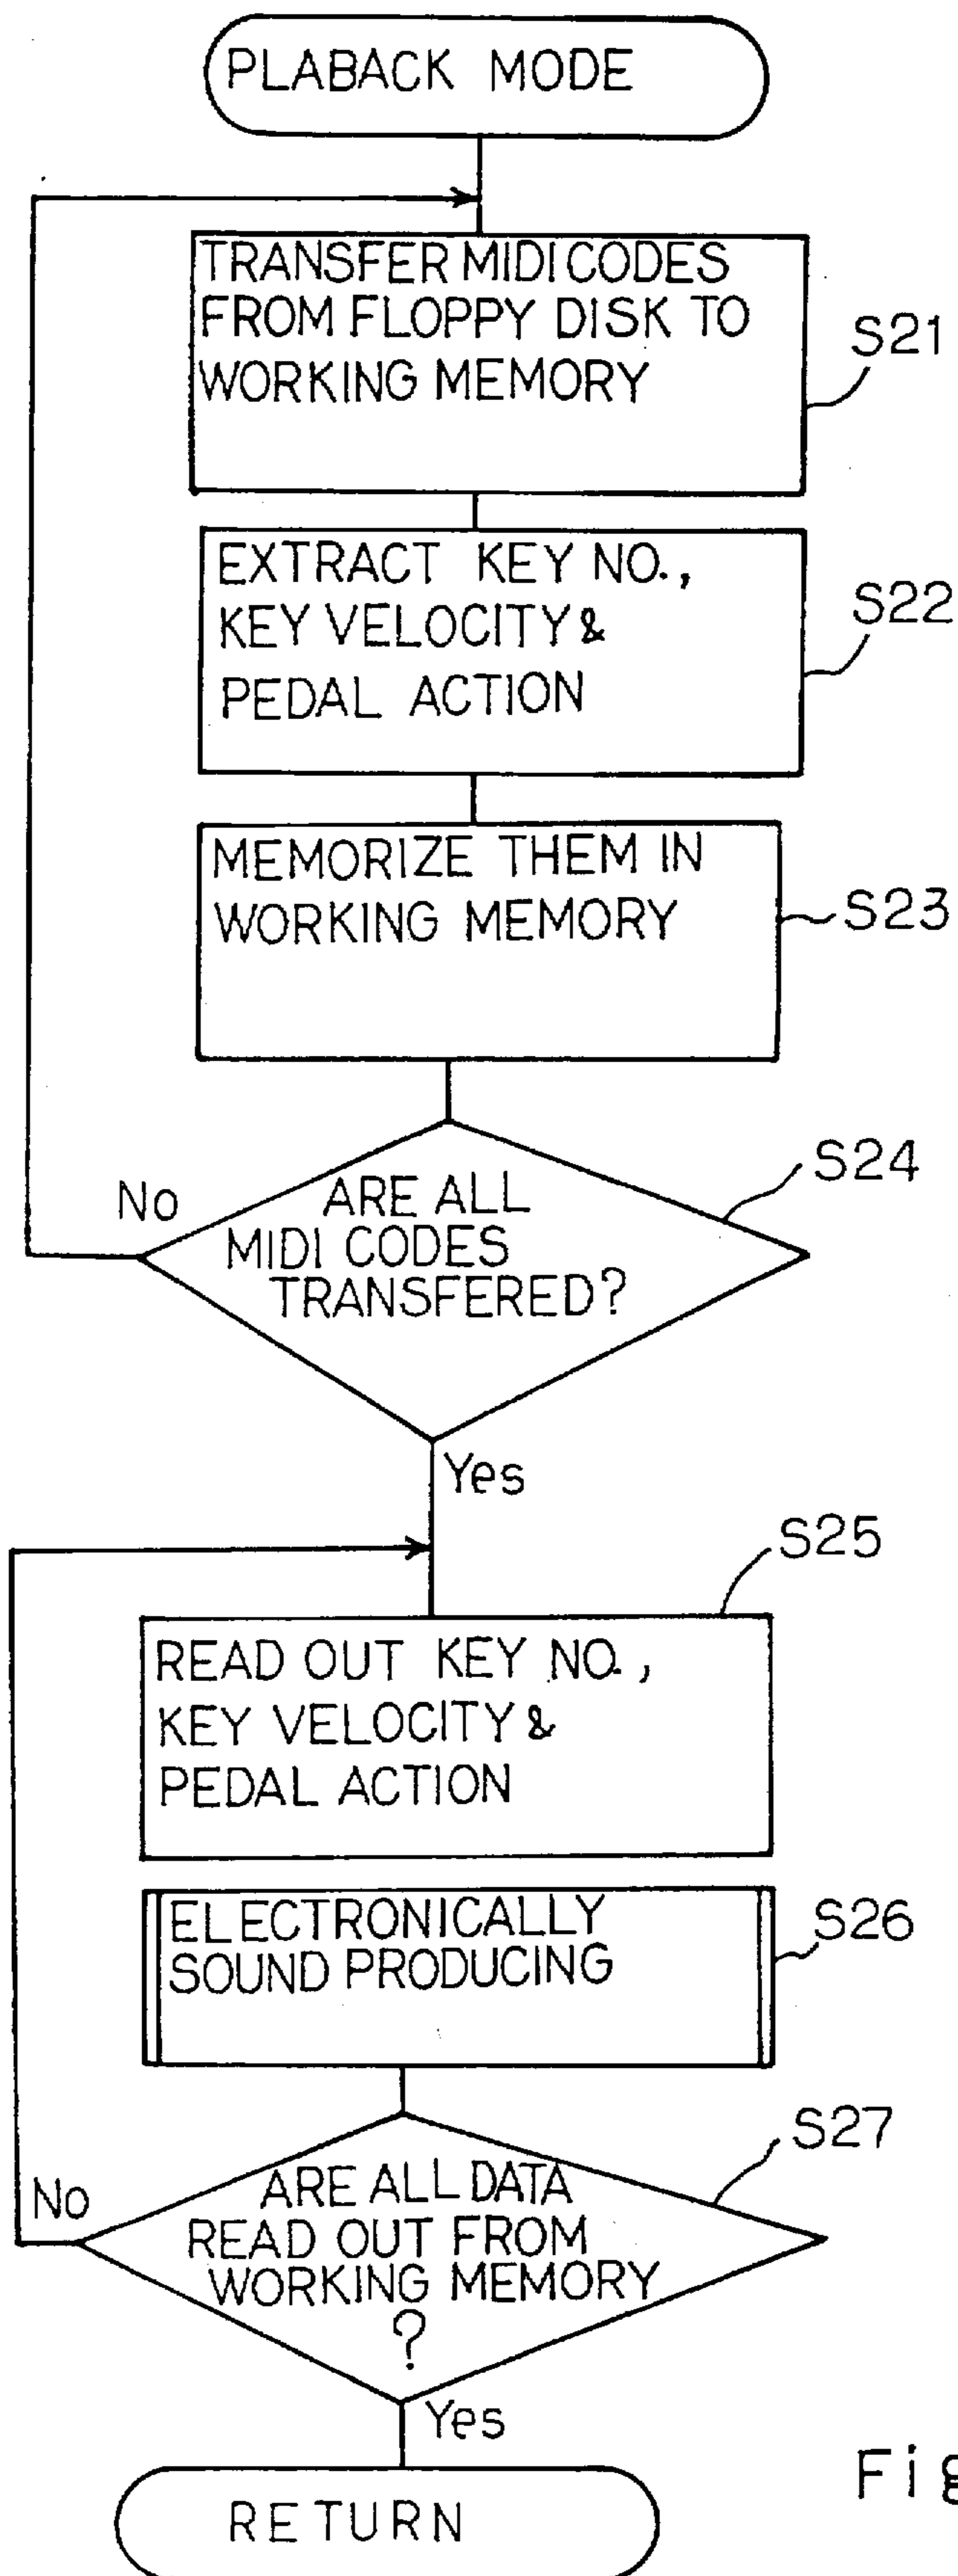 PLABACK MODE
TRANSFER MIDI CODES
FROM FLOPPY DISK TO
WORKING MEMORY
S21
EXTRACT KEY NO.,
KEY VELOCITY &
PEDAL ACTION
S22
MEMORIZE THEM IN
WORKING MEMORY
S23
S24
No
ARE ALL
MIDI CODES
TRANSFERED?
Yes
S25
READ OUT KEY NO.,
KEY VELOCITY &
PEDAL ACTION
ELECTRONICALLY
SOUND PRODUCING
S26
S27
No
ARE ALL DATA
READ OUT FROM
WORKING MEMORY
?
Yes
Fig
RETURN